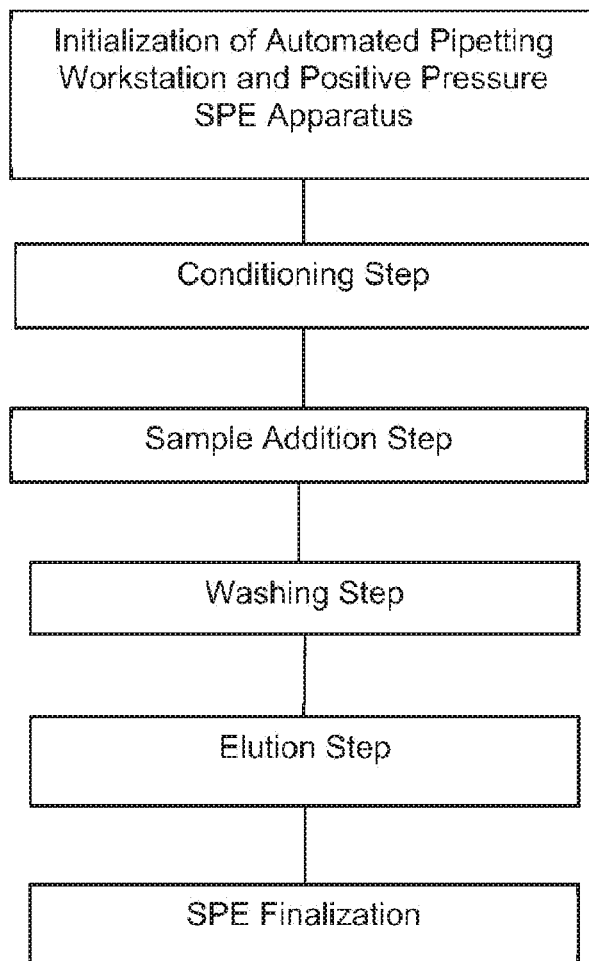 Initialization of Automated Pipetting
Workstation and Positive Pressure
SPE Apparatus
Conditioning Step
Sample Addition Step
Washing Step
Elution Step
SPE Finalization